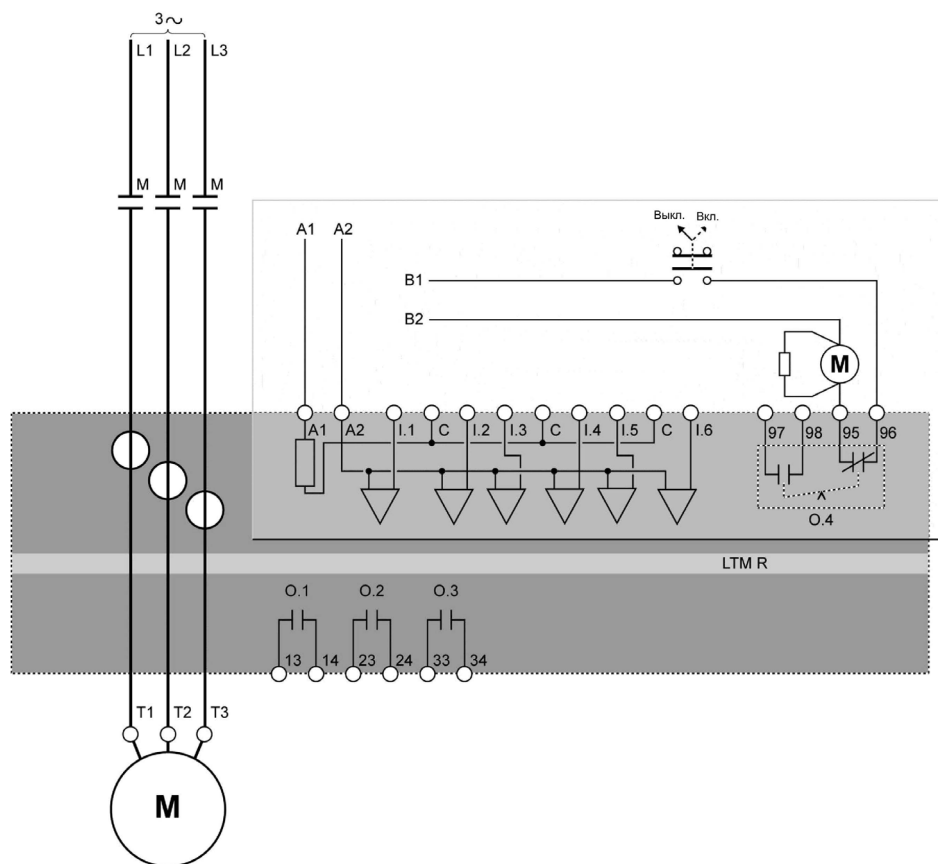 3~
L1 L2 L3
M M M
A1 A2
Выкл. Вкл.
B1
B2
M
A1 A2 I.1 C I.2 I.3 C I.4 I.5 C I.6 97 98 95 96
O.4
LTM R
O.1 O.2 O.3
13 14 23 24 33 34
T1 T2 T3
M